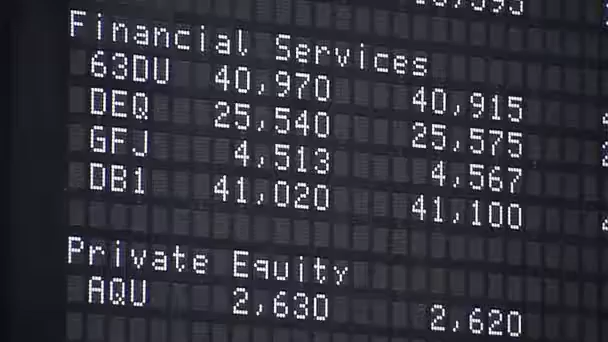 Financial Services
63DU 40,970 40,915
DEQ 25,540 25,575
GFJ 4,513 4,567
DB1 41,020 41,100
Private Equity
AQU 2,630 2,620